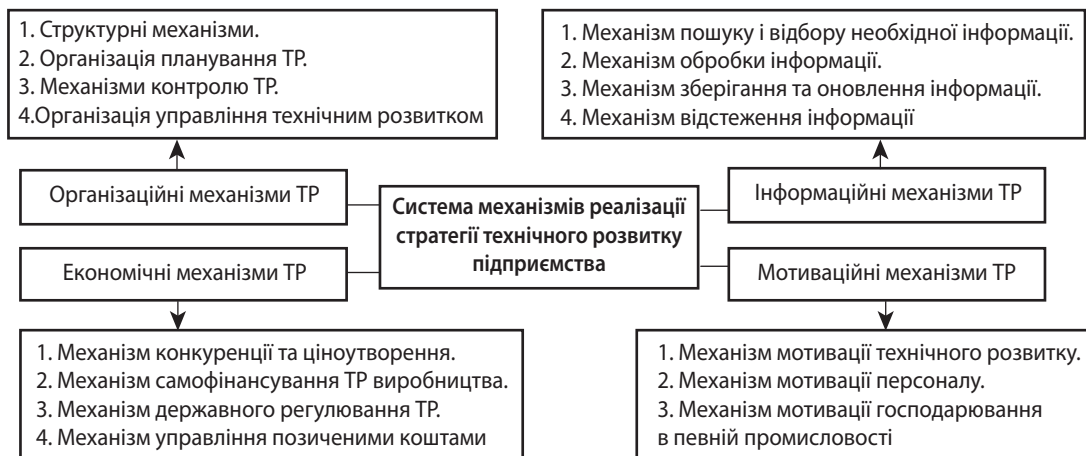 1. Структурні механізми.
2. Організація планування ТР.
3. Механізми контролю ТР.
4.Організація управління технічним розвитком
1. Механізм пошуку і відбору необхідної інформації.
2. Механізм обробки інформації.
3. Механізм зберігання та оновлення інформації.
4. Механізм відстеження інформації
Організаційні механізми ТР
Система механізмів реалізації
стратегії технічного розвитку
підприємства
Інформаційні механізми ТР
Економічні механізми ТР
Мотиваційні механізми ТР
1. Механізм конкуренції та ціноутворення.
2. Механізм самофінансування ТР виробництва.
3. Механізм державного регулювання ТР.
4. Механізм управління позиченими коштами
1. Механізм мотивації технічного розвитку.
2. Механізм мотивації персоналу.
3. Механізм мотивації господарювання
в певній промисловості